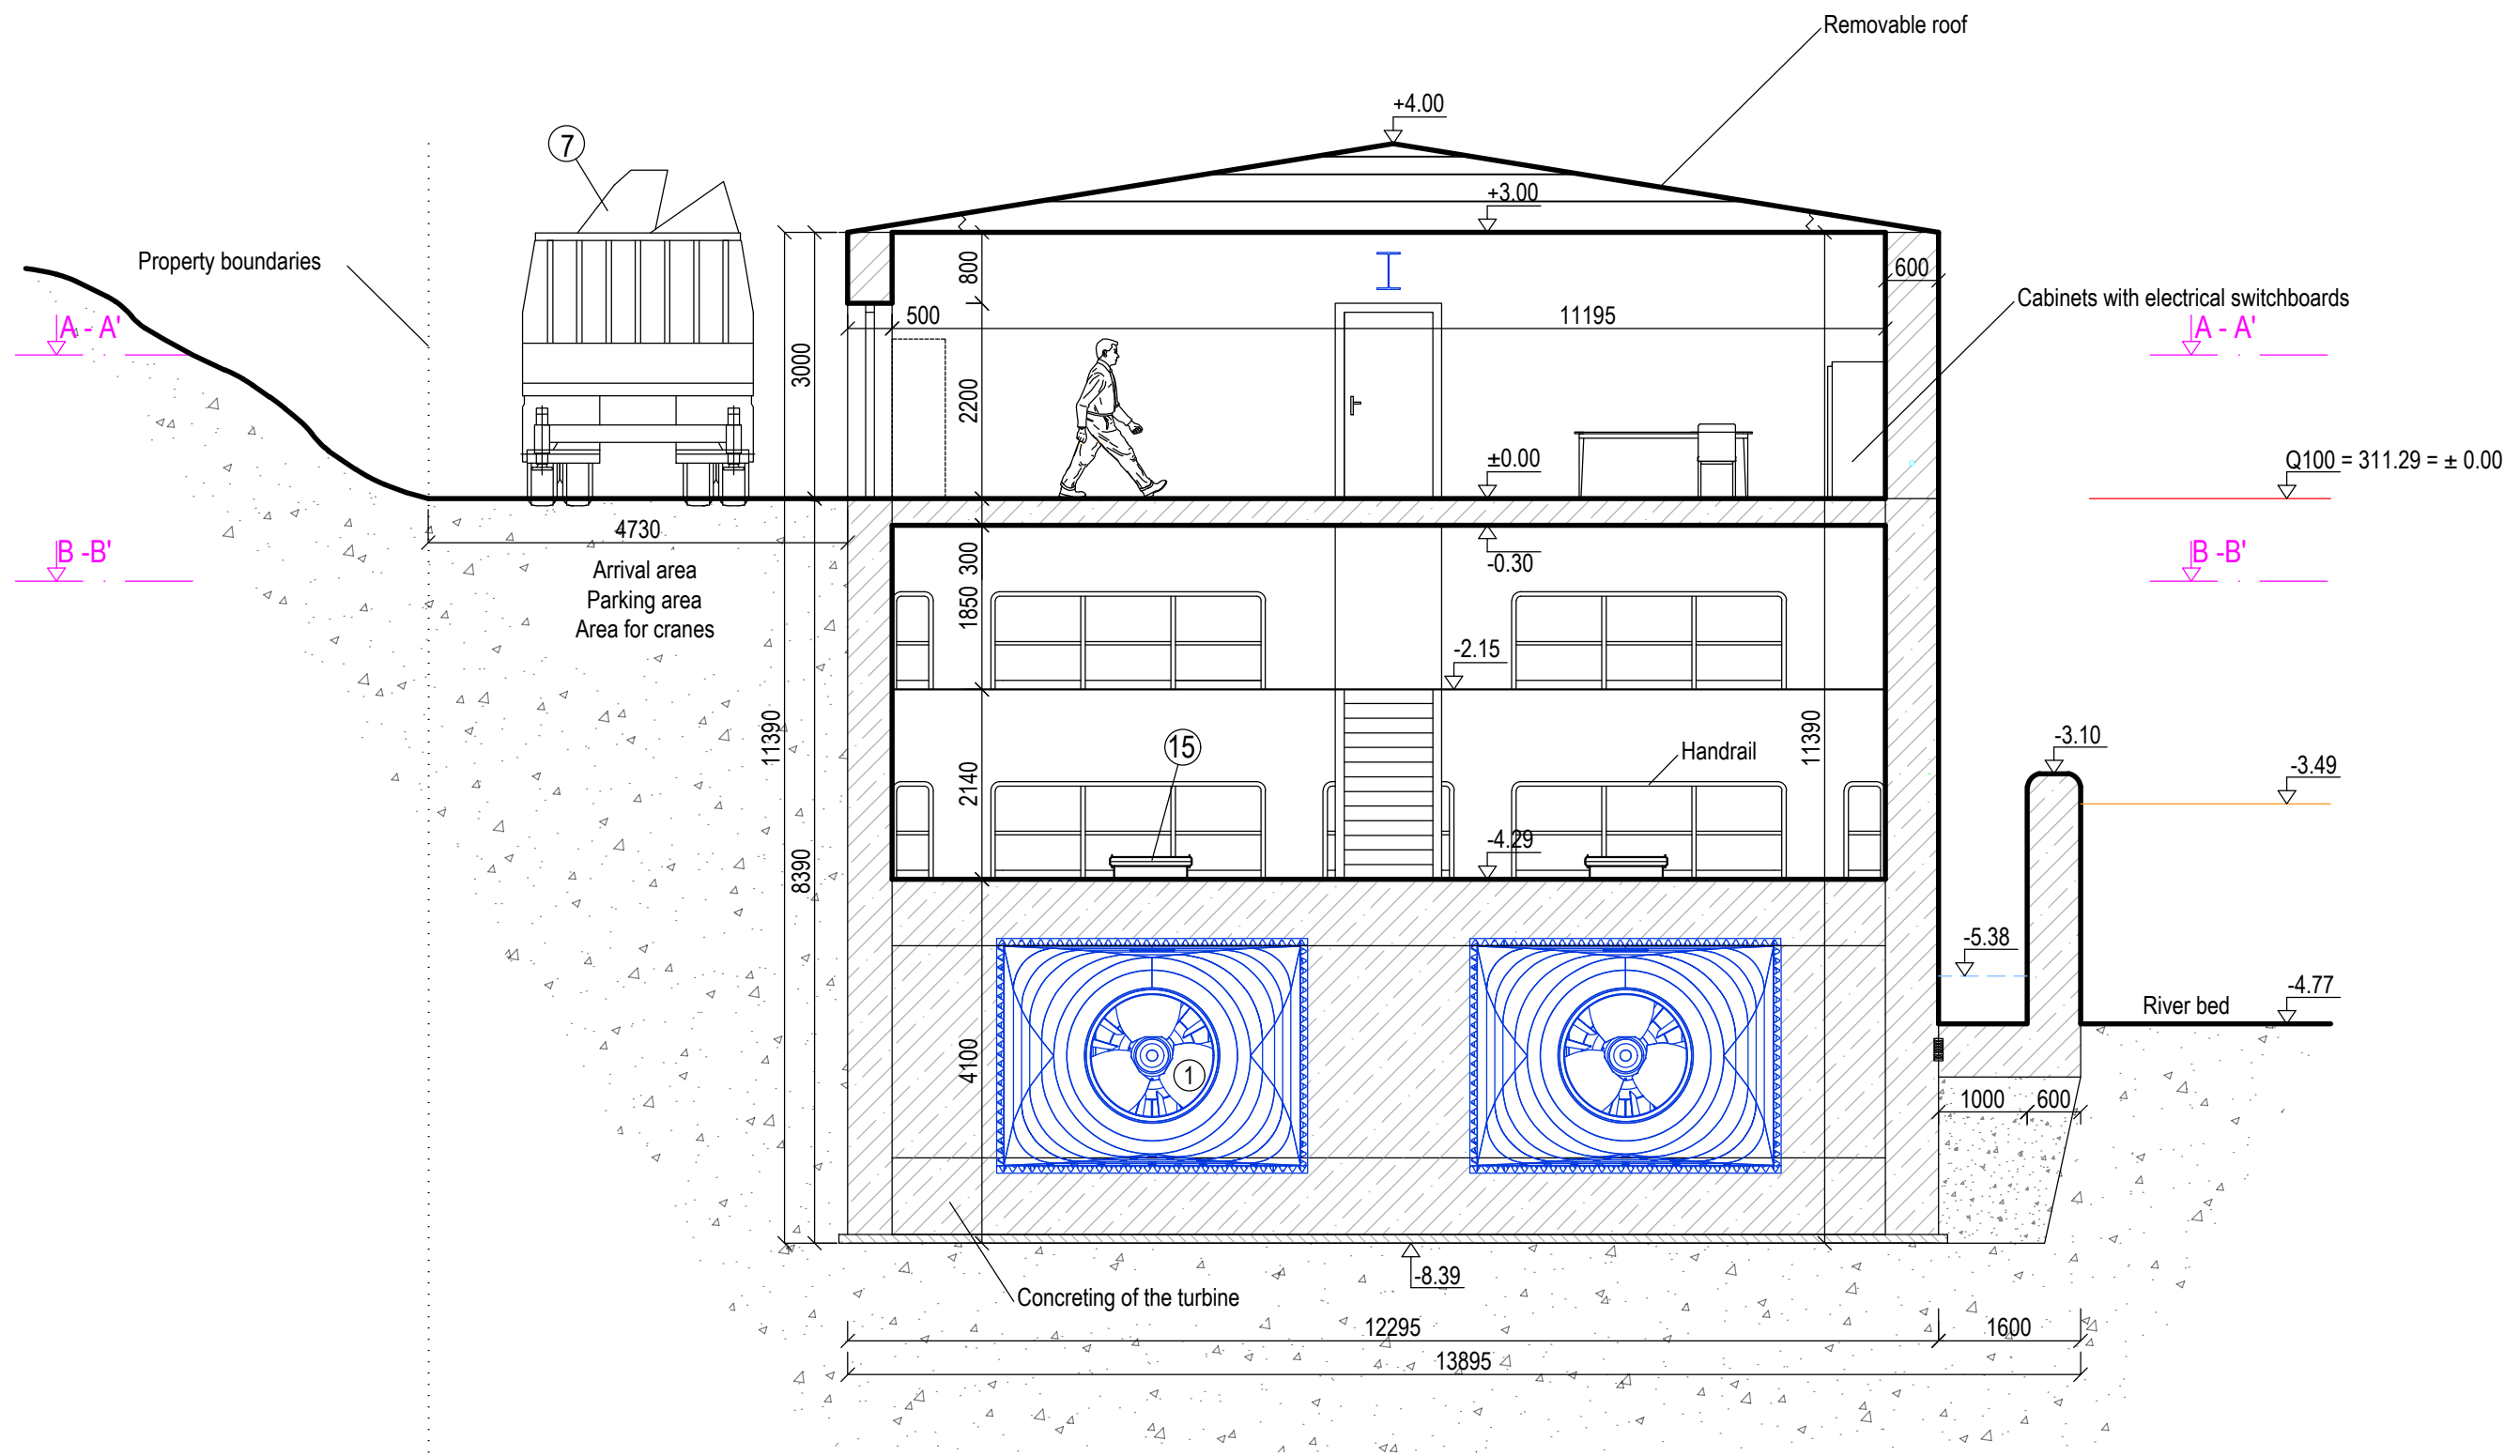 Removable roof
+4.00
7
+3.00
Property boundaries
800
600
Cabinets with electrical switchboards
500
11195
A - A'
A - A'
3000
2200
±0.00
Q100 = 311.29 = ± 0.00
4730
B -B'
-0.30
B -B'
300
Arrival area
Parking area
Area for cranes
1850
-2.15
11390
11390
-3.10
15
Handrail
-3.49
2140
-4.29
8390
-5.38
-4.77
River bed
4100
1
1000
600
-8.39
Concreting of the turbine
12295
1600
13895